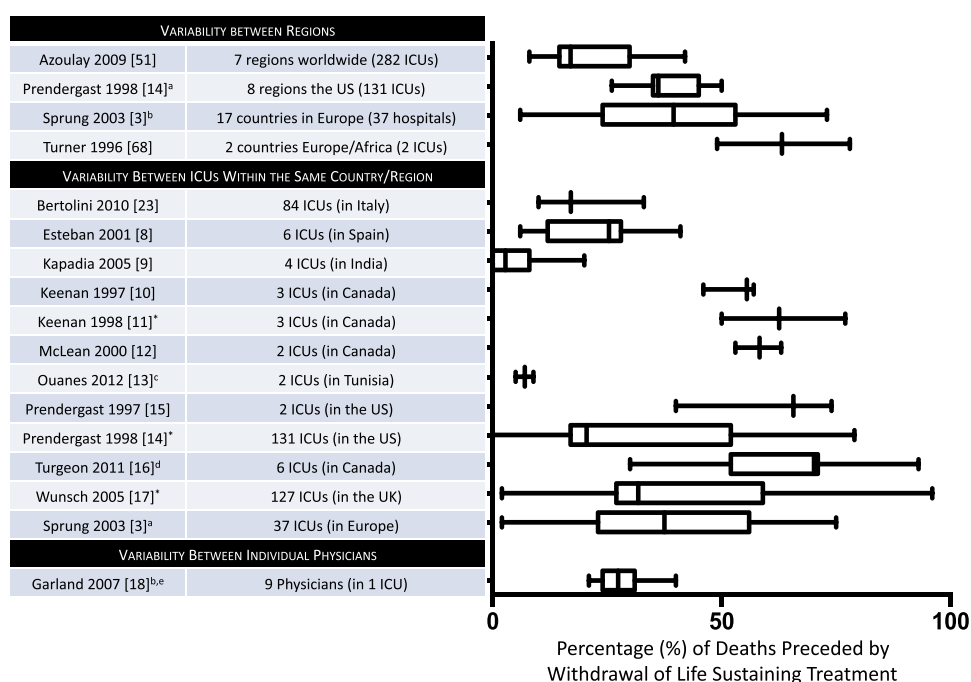 VARIABILITY BETWEEN REGIONS
Azoulay 2009 [51] 7 regions worldwide (282 ICUs)
Prendergast 1998 [14]ᵃ 8 regions the US (131 ICUs)
Sprung 2003 [3]ᵇ 17 countries in Europe (37 hospitals)
Turner 1996 [68] 2 countries Europe/Africa (2 ICUs)
VARIABILITY BETWEEN ICUS WITHIN THE SAME COUNTRY/REGION
Bertolini 2010 [23] 84 ICUs (in Italy)
Esteban 2001 [8] 6 ICUs (in Spain)
Kapadia 2005 [9] 4 ICUs (in India)
Keenan 1997 [10] 3 ICUs (in Canada)
Keenan 1998 [11]* 3 ICUs (in Canada)
McLean 2000 [12] 2 ICUs (in Canada)
Ouanes 2012 [13]ᶜ 2 ICUs (in Tunisia)
Prendergast 1997 [15] 2 ICUs (in the US)
Prendergast 1998 [14]* 131 ICUs (in the US)
Turgeon 2011 [16]ᵈ 6 ICUs (in Canada)
Wunsch 2005 [17]* 127 ICUs (in the UK)
Sprung 2003 [3]ᵃ 37 ICUs (in Europe)
VARIABILITY BETWEEN INDIVIDUAL PHYSICIANS
Garland 2007 [18]ᵇ,ᵉ 9 Physicians (in 1 ICU)
0 50 100
Percentage (%) of Deaths Preceded by
Withdrawal of Life Sustaining Treatment